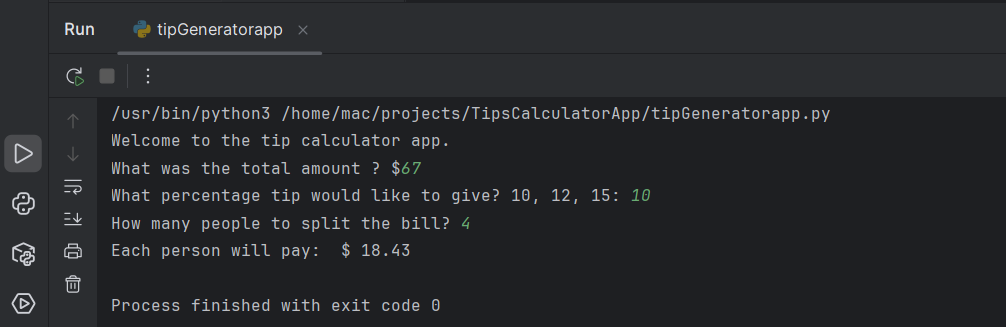 Run tipGeneratorapp
/usr/bin/python3 /home/mac/projects/TipsCalculatorApp/tipGeneratorapp.py
Welcome to the tip calculator app.
What was the total amount ? $67
What percentage tip would like to give? 10, 12, 15: 10
How many people to split the bill? 4
Each person will pay:  $ 18.43
Process finished with exit code 0